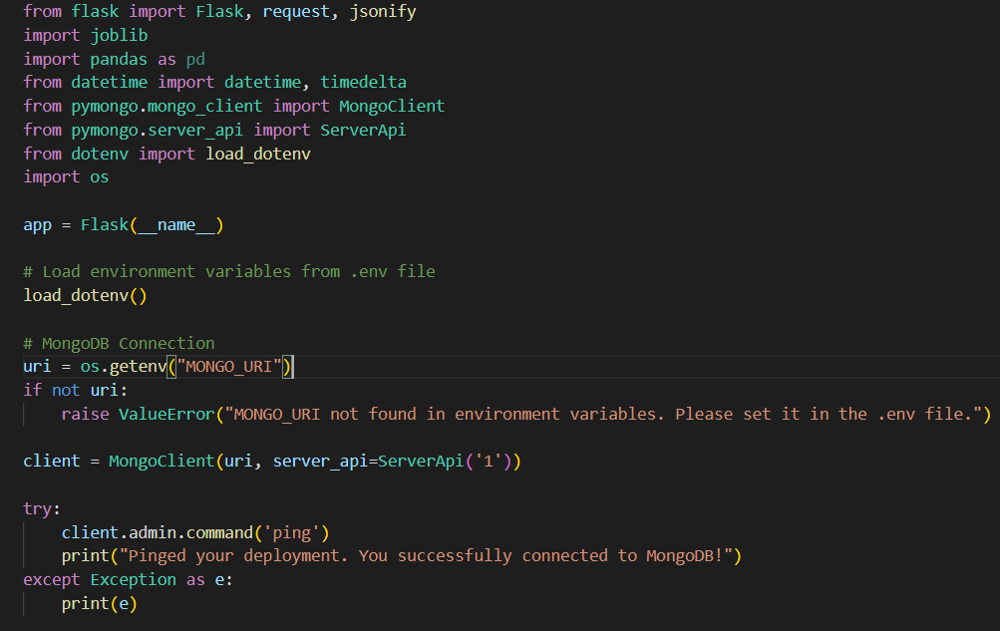 from flask import Flask, request, jsonify
import joblib
import pandas as pd
from datetime import datetime, timedelta
from pymongo.mongo_client import MongoClient
from pymongo.server_api import ServerApi
from dotenv import load_dotenv
import os
app = Flask(__name__)
# Load environment variables from .env file
load_dotenv()
# MongoDB Connection
uri = os.getenv("MONGO_URI")
if not uri:
    raise ValueError("MONGO_URI not found in environment variables. Please set it in the .env file.")
client = MongoClient(uri, server_api=ServerApi('1'))
try:
    client.admin.command('ping')
    print("Pinged your deployment. You successfully connected to MongoDB!")
except Exception as e:
    print(e)